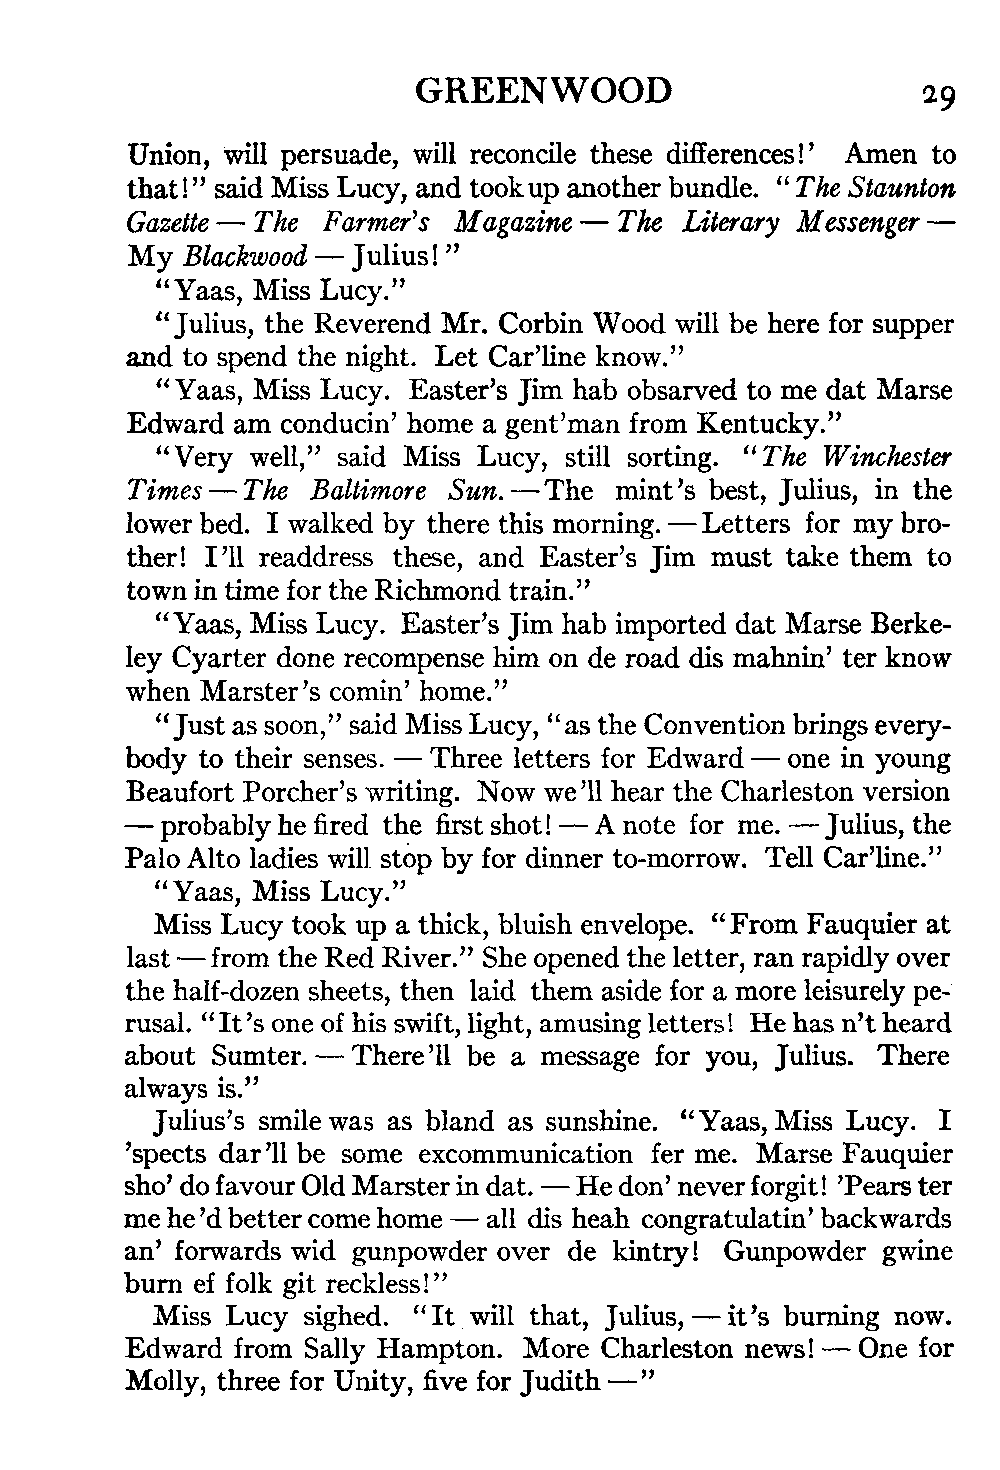 GREENWOOD 29
Union, will persuade, will reconcile these differences!' Amen to
that!" said Miss Lucy, and took up another bundle. "The Staunton
Gazette — The Farmer's Magazine — The Literary Messenger —
My Blackwood — Julius!"
"Yaas, Miss Lucy."
"Julius, the Reverend Mr. Corbin Wood will be here for supper
and to spend the night. Let Car'line know."
"Yaas, Miss Lucy. Easter's Jim hab obsarved to me dat Marse
Edward am conducin' home a gent'man from Kentucky."
"Very well," said Miss Lucy, still sorting. "The Winchester
Times — The Baltimore Sun. — The mint's best, Julius, in the
lower bed. I walked by there this morning. — Letters for my bro-
ther! I'll readdress these, and Easter's Jim must take them to
town in time for the Richmond train."
"Yaas, Miss Lucy. Easter's Jim hab imported dat Marse Berke-
ley Cyarter done recompense him on de road dis mahnin' ter know
when Marster's comin' home."
"Just as soon," said Miss Lucy, "as the Convention brings every-
body to their senses. — Three letters for Edward — one in young
Beaufort Porcher's writing. Now we'll hear the Charleston version
— probably he fired the first shot! — A note for me. — Julius, the
Palo Alto ladies will stop by for dinner to-morrow. Tell Car'line."
"Yaas, Miss Lucy."
Miss Lucy took up a thick, bluish envelope. "From Fauquier at
last — from the Red River." She opened the letter, ran rapidly over
the half-dozen sheets, then laid them aside for a more leisurely pe-
rusal. "It's one of his swift, light, amusing letters! He has n't heard
about Sumter. — There'll be a message for you, Julius. There
always is."
Julius's smile was as bland as sunshine. "Yaas, Miss Lucy. I
'spects dar'll be some excommunication fer me. Marse Fauquier
sho' do favour Old Marster in dat. — He don' never forgit! 'Pears ter
me he'd better come home — all dis heah congratulatin' backwards
an' forwards wid gunpowder over de kintry! Gunpowder gwine
burn ef folk git reckless!"
Miss Lucy sighed. "It will that, Julius, — it's burning now.
Edward from Sally Hampton. More Charleston news! — One for
Molly, three for Unity, five for Judith —"